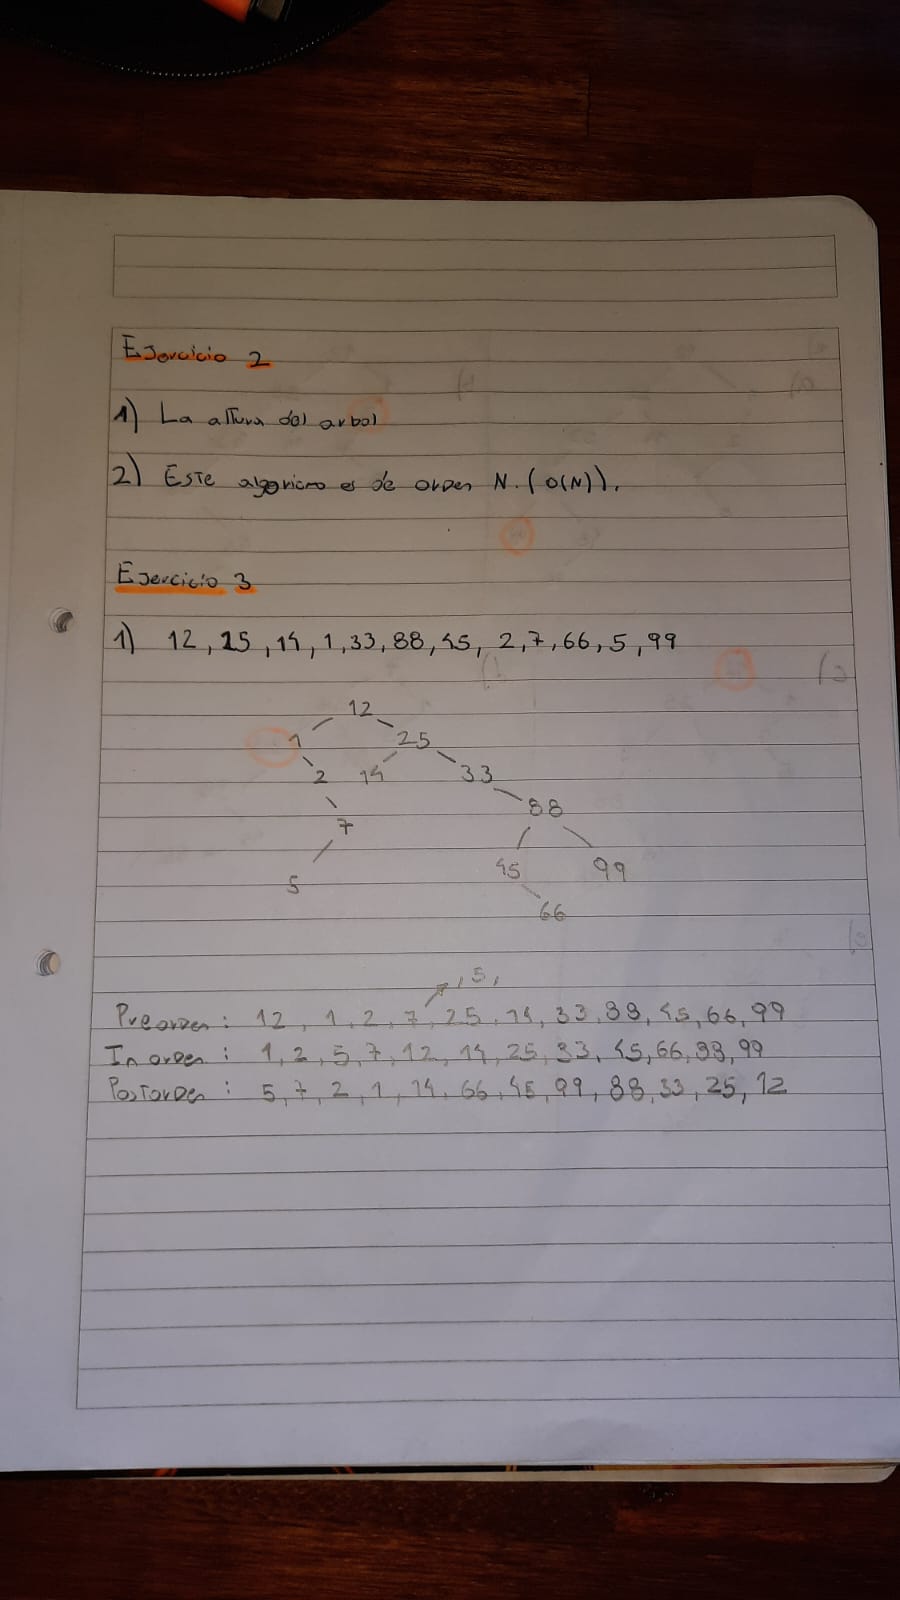 Ejercicio 2
1) La altura del arbol
2) Este algoricmo es de orden N. (O(N)).
Ejercicio 3
1) 12, 25, 14, 1, 33, 88, 45, 2, 7, 66, 5, 99
12
1 25
2 14 33
7 88
5 45 99
66
, 5,
Preorden: 12, 1, 2, 7, 25, 14, 33, 88, 45, 66, 99
In orden: 1, 2, 5, 7, 12, 14, 25, 33, 45, 66, 88, 99
Postorden: 5, 7, 2, 1, 14, 66, 45, 99, 88, 33, 25, 12